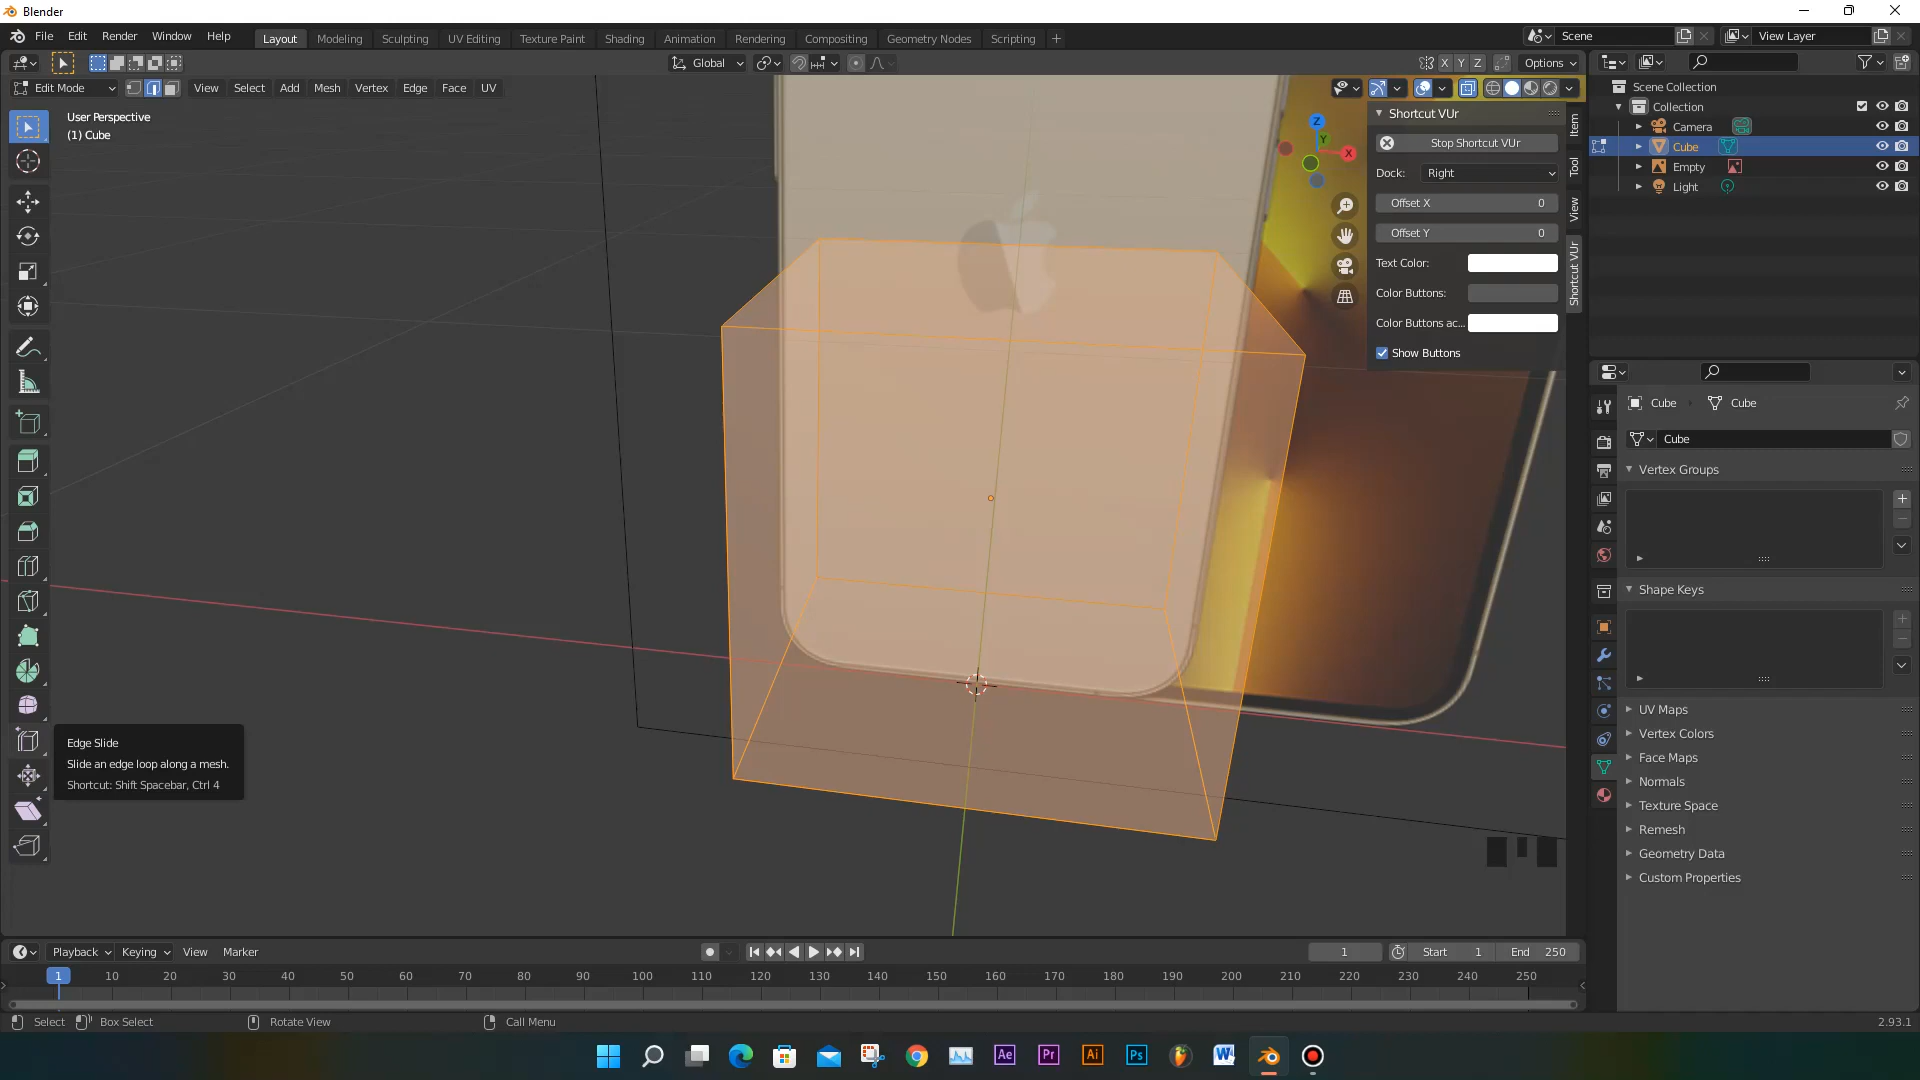 Blender
File Edit Render Window Help
Layout Modeling Sculpting UV Editing Texture Paint Shading Animation Rendering Compositing Geometry Nodes Scripting +
Scene
View Layer
Global
X Y Z
Options
Edit Mode
View Select Add Mesh Vertex Edge Face UV
User Perspective
(1) Cube
Z
Y
X
Shortcut VUr
Stop Shortcut VUr
Dock: Right
Offset X 0
Offset Y 0
Text Color:
Color Buttons:
Color Buttons ac...
Show Buttons
Item
Tool
View
Shortcut VUr
Scene Collection
Collection
Camera
Cube
Empty
Light
Cube
Cube
Cube
Vertex Groups
Shape Keys
UV Maps
Vertex Colors
Face Maps
Normals
Texture Space
Remesh
Geometry Data
Custom Properties
Edge Slide
Slide an edge loop along a mesh.
Shortcut: Shift Spacebar, Ctrl 4
Playback Keying View Marker
1
Start 1
End 250
1 10 20 30 40 50 60 70 80 90 100 110 120 130 140 150 160 170 180 190 200 210 220 230 240 250
Select
Box Select
Rotate View
Call Menu
2.93.1
Ae
Pr
Ai
Ps
W